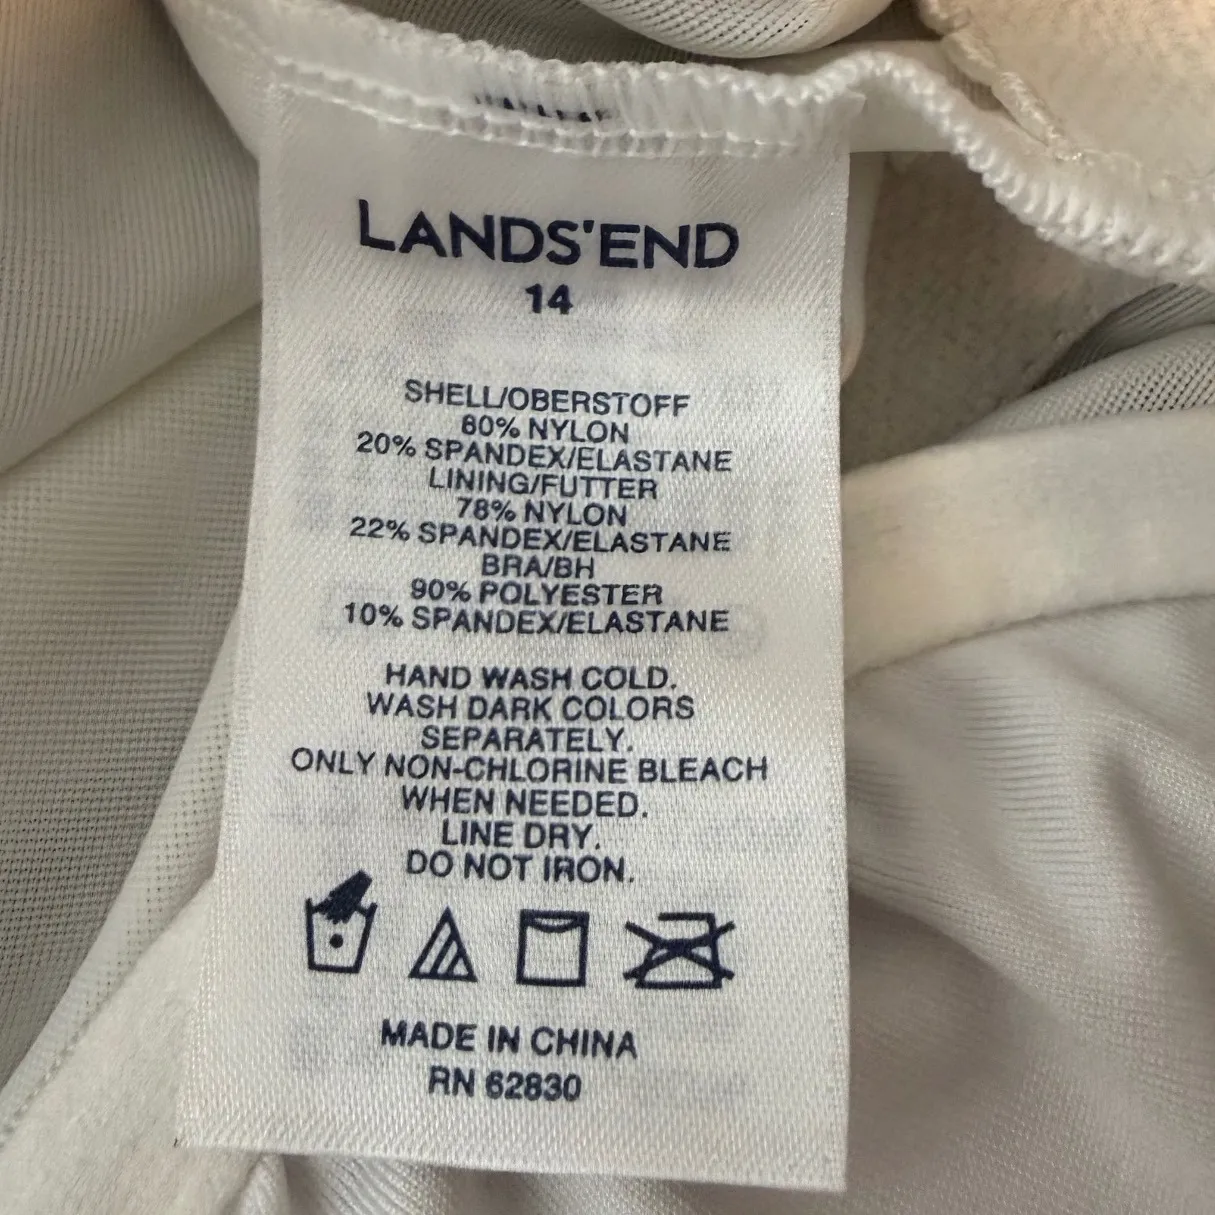 LANDS'END
14
SHELL/OBERSTOFF
80% NYLON
20% SPANDEX/ELASTANE
LINING/FUTTER
78% NYLON
22% SPANDEX/ELASTANE
BRA/BH
90% POLYESTER
10% SPANDEX/ELASTANE
HAND WASH COLD.
WASH DARK COLORS
SEPARATELY.
ONLY NON-CHLORINE BLEACH
WHEN NEEDED.
LINE DRY.
DO NOT IRON.
MADE IN CHINA
RN 62830